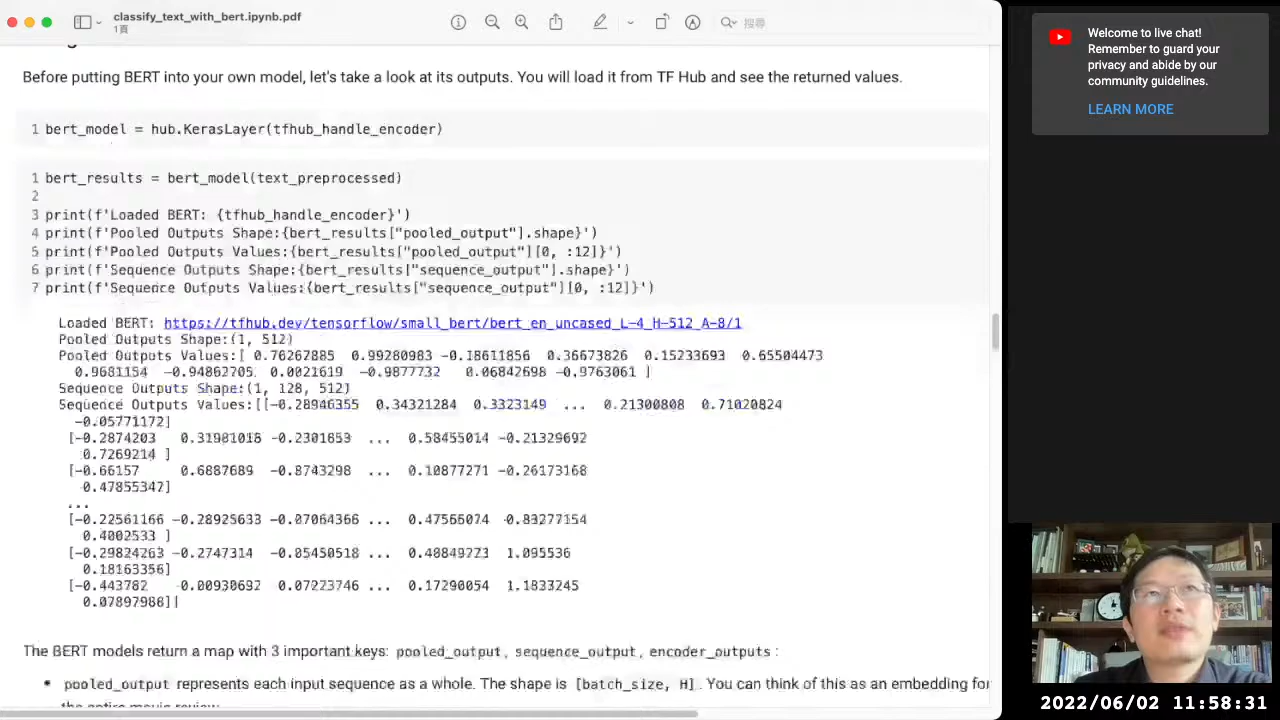 classify_text_with_bert.ipynb.pdf
1頁
搜尋
Before putting BERT into your own model, let's take a look at its outputs. You will load it from TF Hub and see the returned values.
1 bert_model = hub.KerasLayer(tfhub_handle_encoder)
1 bert_results = bert_model(text_preprocessed)
2
3 print(f'Loaded BERT: {tfhub_handle_encoder}')
4 print(f'Pooled Outputs Shape:{bert_results["pooled_output"].shape}')
5 print(f'Pooled Outputs Values:{bert_results["pooled_output"][0, :12]}')
6 print(f'Sequence Outputs Shape:{bert_results["sequence_output"].shape}')
7 print(f'Sequence Outputs Values:{bert_results["sequence_output"][0, :12]}')
Loaded BERT: https://tfhub.dev/tensorflow/small_bert/bert_en_uncased_L-4_H-512_A-8/1
Pooled Outputs Shape:(1, 512)
Pooled Outputs Values:[ 0.76267885 0.99280983 -0.18611856 0.36673826 0.15233693 0.65504473
0.9681154 -0.94862705 0.0021619 -0.9877732 0.06842698 -0.9763061 ]
Sequence Outputs Shape:(1, 128, 512)
Sequence Outputs Values:[[-0.28946355 0.34321284 0.3323149 ... 0.21300808 0.71020824
-0.05771172]
[-0.2874203 0.31981018 -0.2301853 ... 0.58455014 -0.21329692
0.7269214 ]
[-0.66157 0.6887689 -0.8743298 ... 0.10877271 -0.26173168
0.47855347]
...
[-0.22561166 -0.28925633 -0.07064366 ... 0.47566074 -0.83277154
0.4002533 ]
[-0.29824263 -0.2747314 -0.05450518 ... 0.48849723 1.095536
0.18163356]
[-0.443782 -0.00930692 0.07223746 ... 0.17290054 1.1833245
0.07897988]]
The BERT models return a map with 3 important keys: pooled_output, sequence_output, encoder_outputs :
• pooled_output represents each input sequence as a whole. The shape is [batch_size, H]. You can think of this as an embedding for
the entire movie review.
Welcome to live chat!
Remember to guard your
privacy and abide by our
community guidelines.
LEARN MORE
2022/06/02 11:58:31